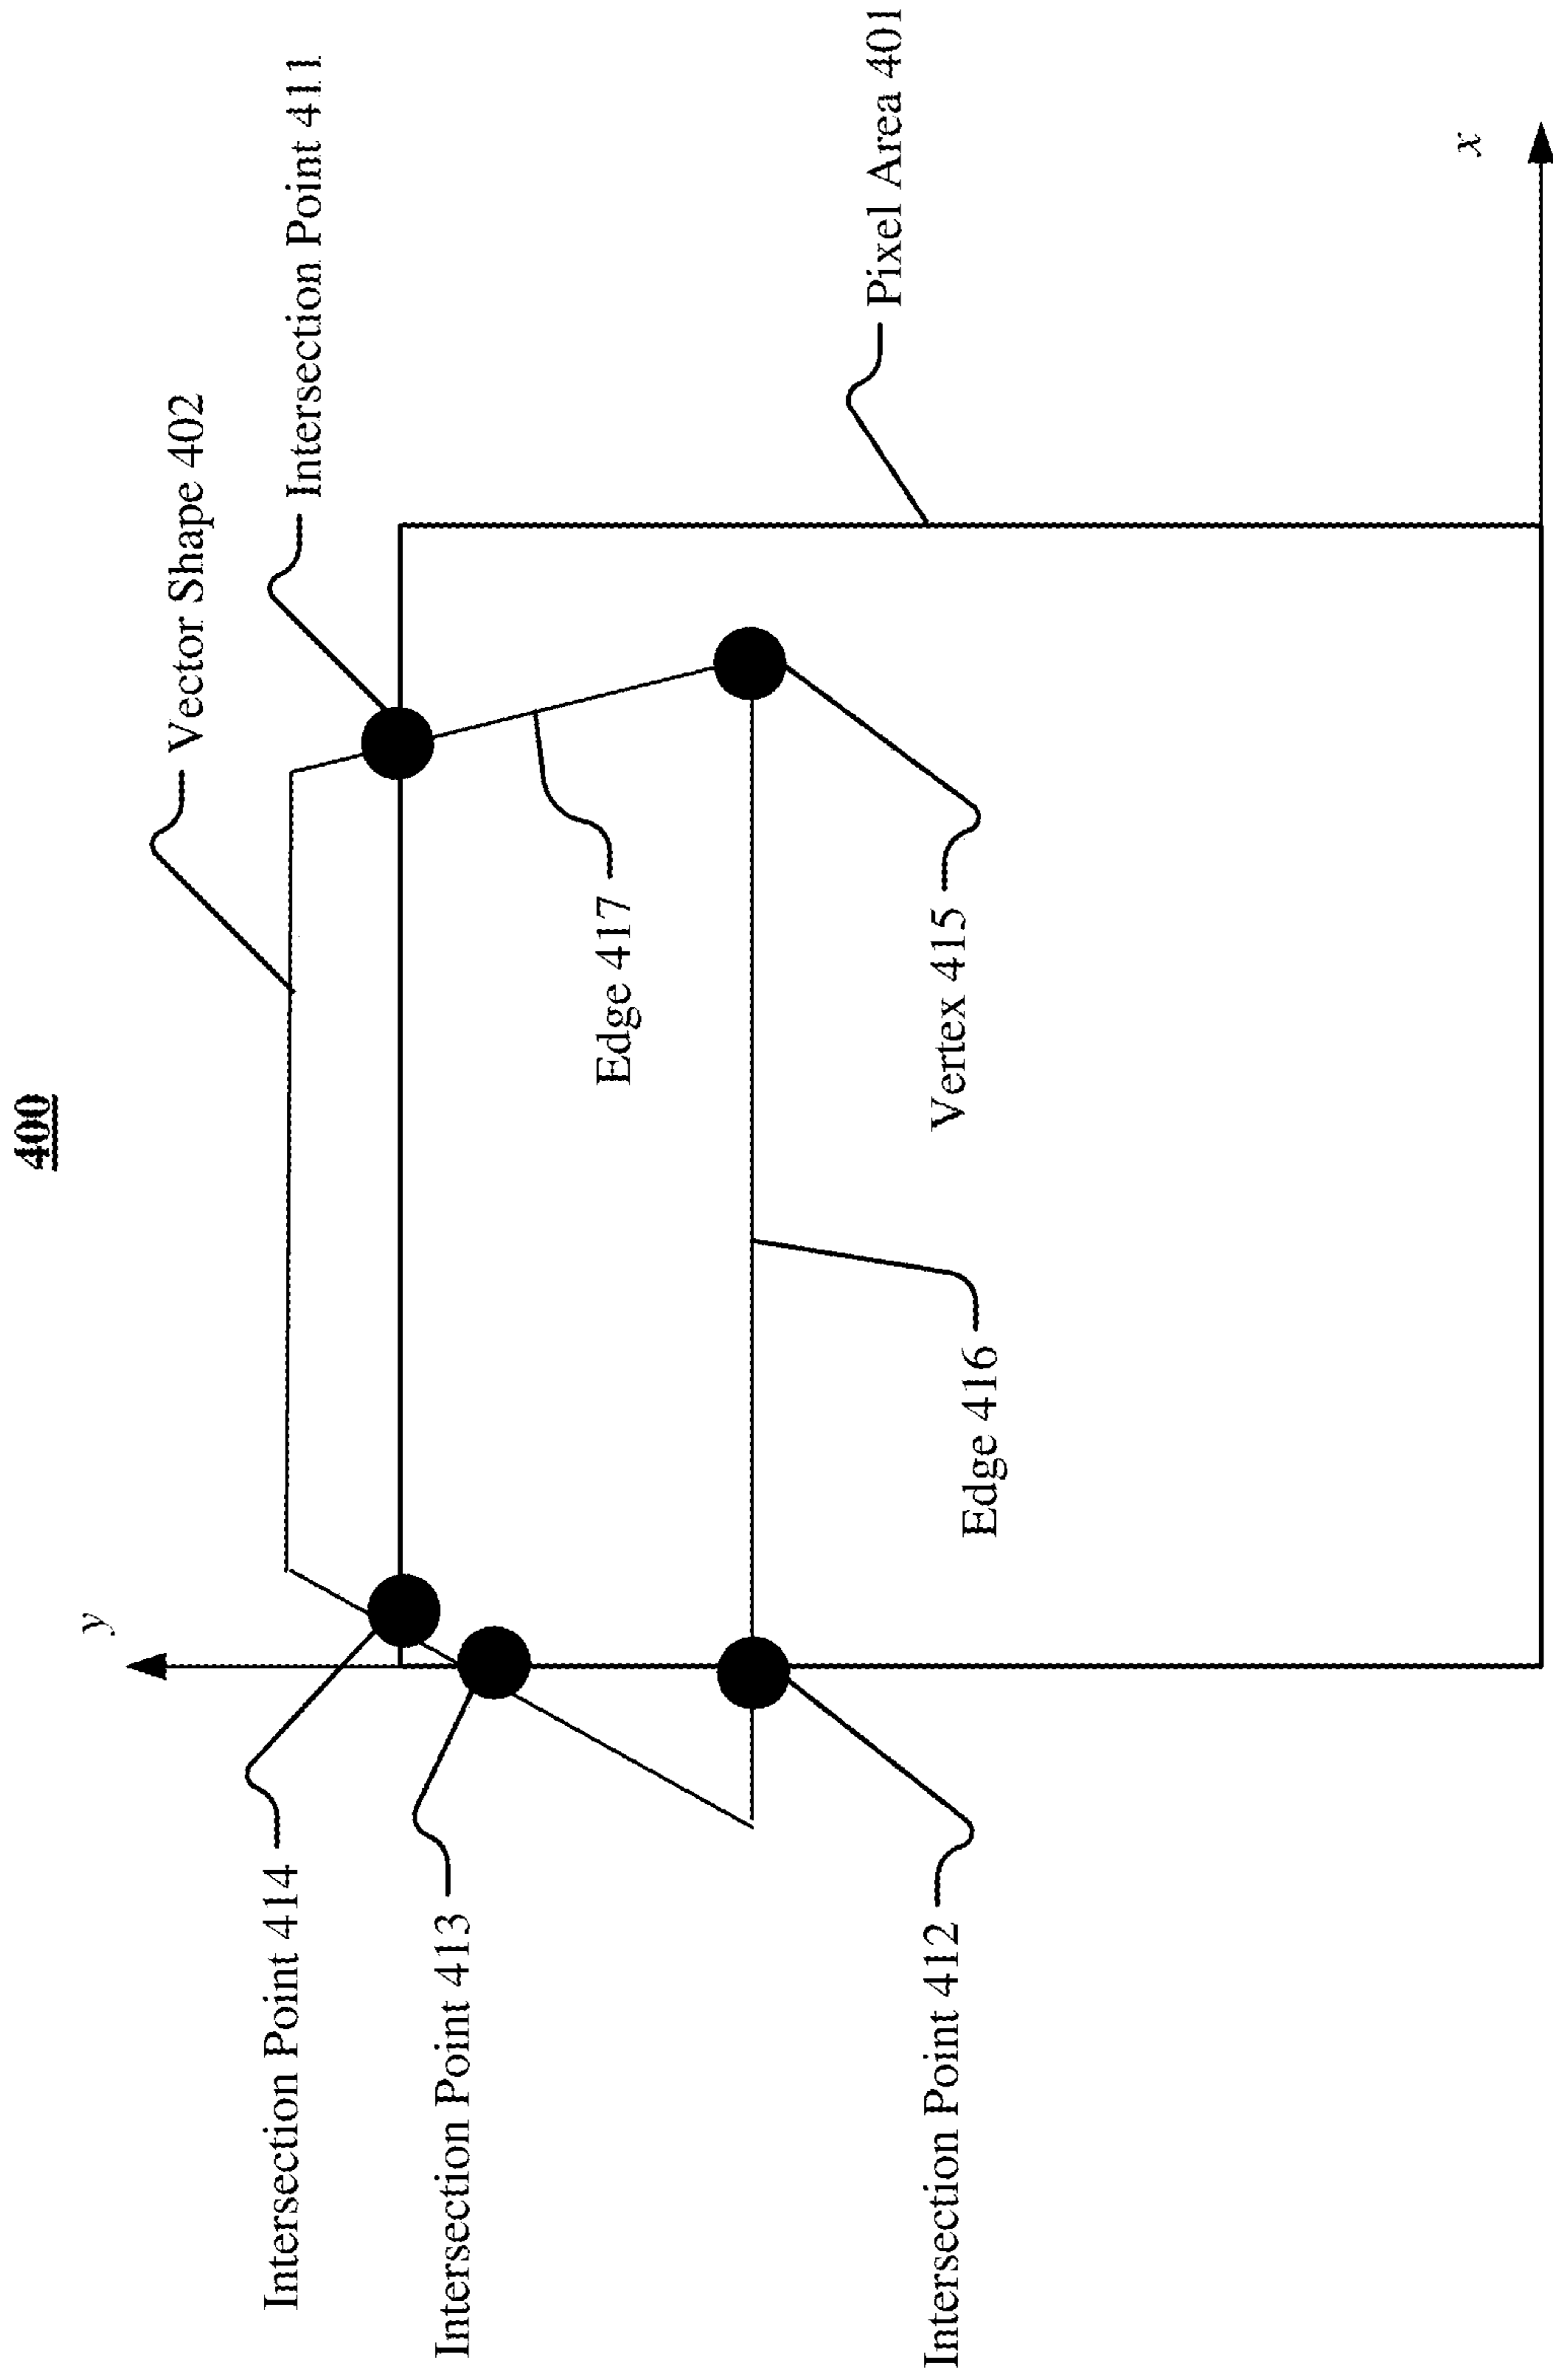 400
y
Vector Shape 402
Intersection Point 414
Intersection Point 411
Intersection Point 413
Edge 417
Pixel Area 401
Intersection Point 412
Vertex 415
Edge 416
x